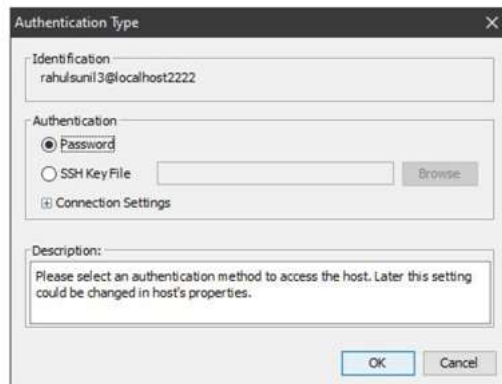 Authentication Type
Identification
rahulsunil3@localhost2222
Authentication
Password
SSH Key File
Browse
Connection Settings
Description:
Please select an authentication method to access the host. Later this setting
could be changed in host's properties.
OK
Cancel